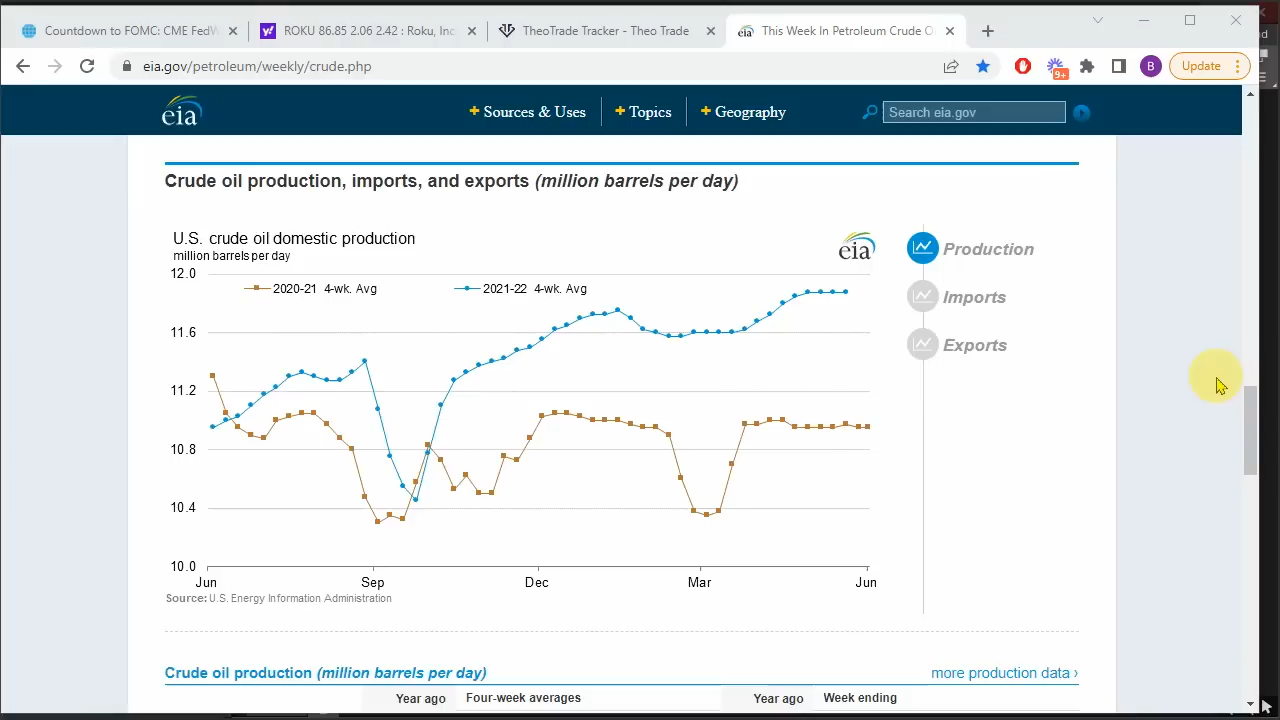 Countdown to FOMC: CME FedW
ROKU 86.85 2.06 2.42 : Roku, Inc
TheoTrade Tracker - Theo Trade
This Week In Petroleum Crude O
eia.gov/petroleum/weekly/crude.php
9+
B
Update
eia
Sources & Uses
Topics
Geography
Search eia.gov
Crude oil production, imports, and exports (million barrels per day)
U.S. crude oil domestic production
million barrels per day
eia
Production
Imports
Exports
2020-21 4-wk. Avg
2021-22 4-wk. Avg
12.0
11.6
11.2
10.8
10.4
10.0
Jun
Sep
Dec
Mar
Jun
Source: U.S. Energy Information Administration
Crude oil production (million barrels per day)
more production data ›
Year ago
Four-week averages
Year ago
Week ending